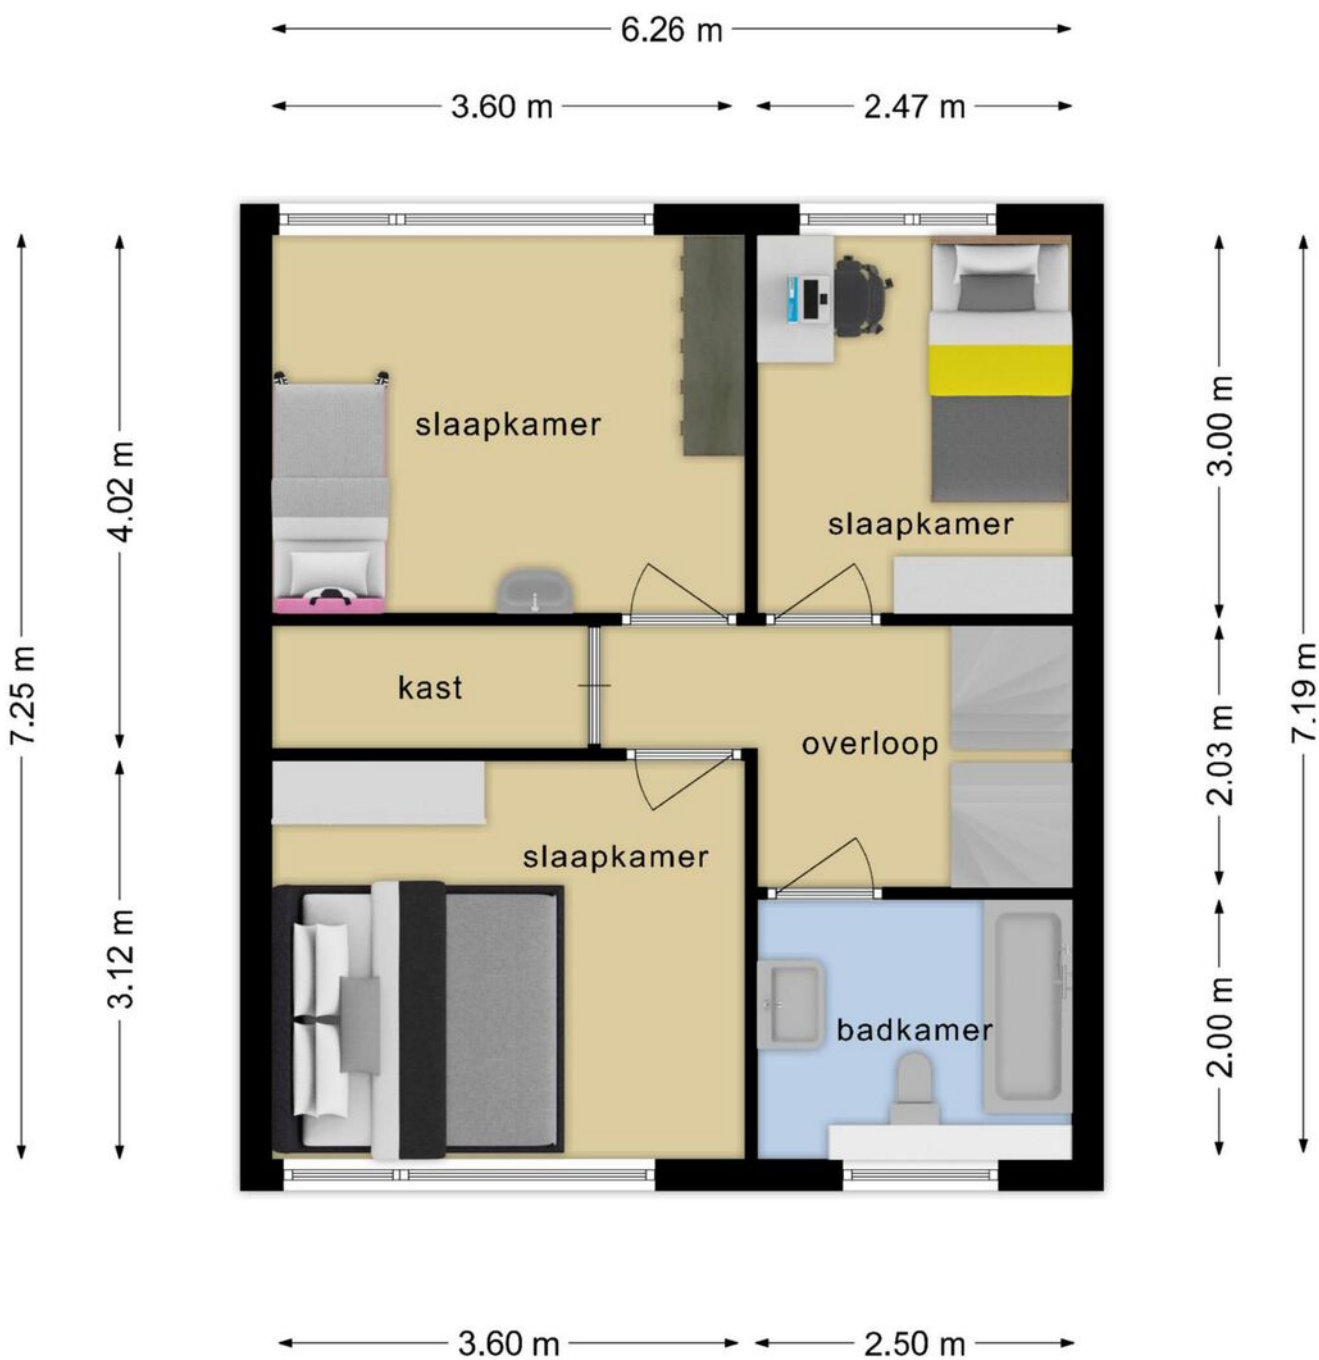 6.26 m
3.60 m
2.47 m
slaapkamer
3.00 m
4.02 m
slaapkamer
kast
7.25 m
7.19 m
overloop
2.03 m
slaapkamer
3.12 m
badkamer
2.00 m
3.60 m
2.50 m